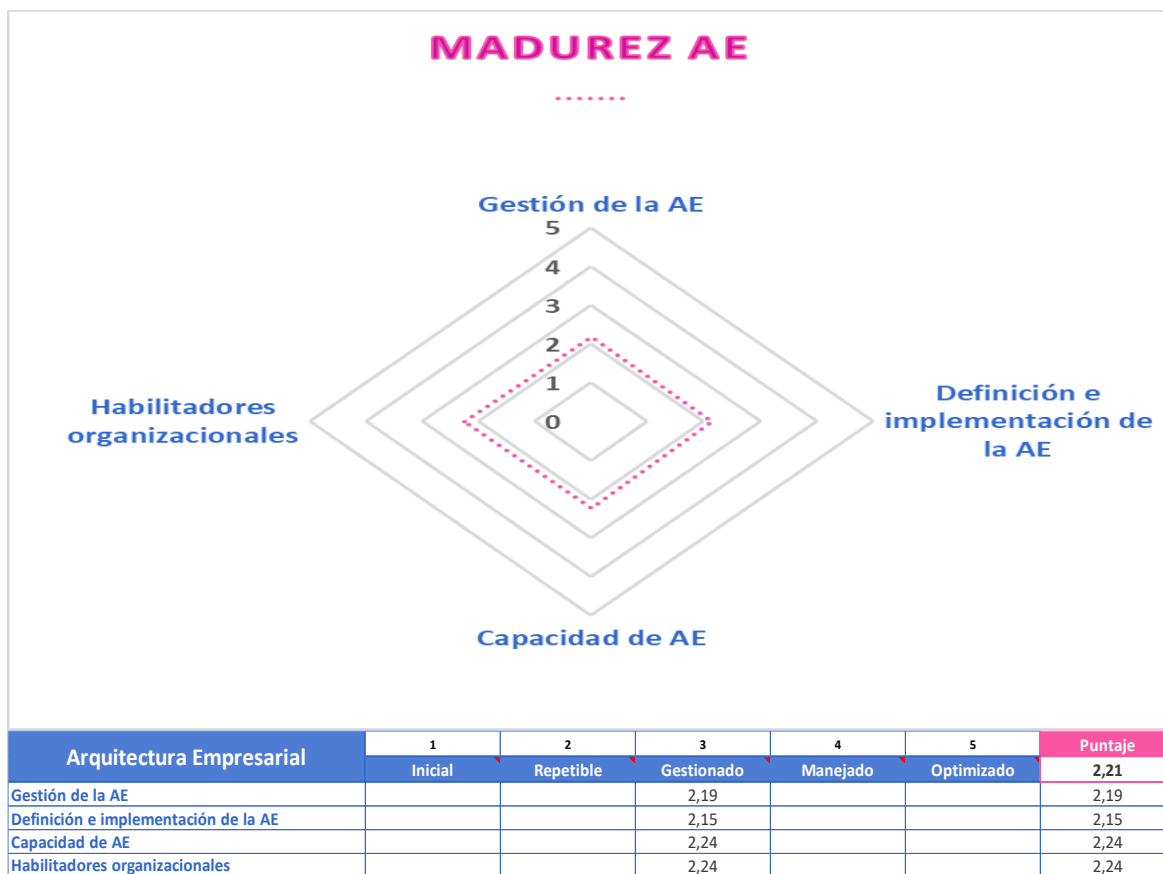 MADUREZ AE
Gestión de la AE
5
4
3
2
1
0
Habilitadores
organizacionales
Definición e
implementación de
la AE
Capacidad de AE
Arquitectura Empresarial 1 2 3 4 5 Puntaje
Inicial Repetible Gestionado Manejado Optimizado 2,21
Gestión de la AE 2,19 2,19
Definición e implementación de la AE 2,15 2,15
Capacidad de AE 2,24 2,24
Habilitadores organizacionales 2,24 2,24